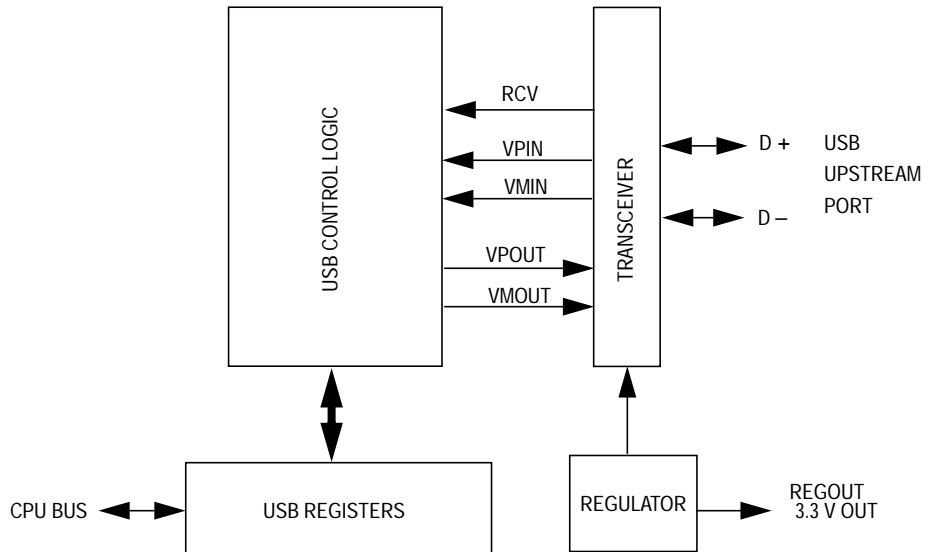 RCV
VPIN
VMIN
VPOUT
VMOUT
USB CONTROL LOGIC
TRANSCEIVER
D +
D –
USB
UPSTREAM
PORT
CPU BUS
USB REGISTERS
REGULATOR
REGOUT
3.3 V OUT